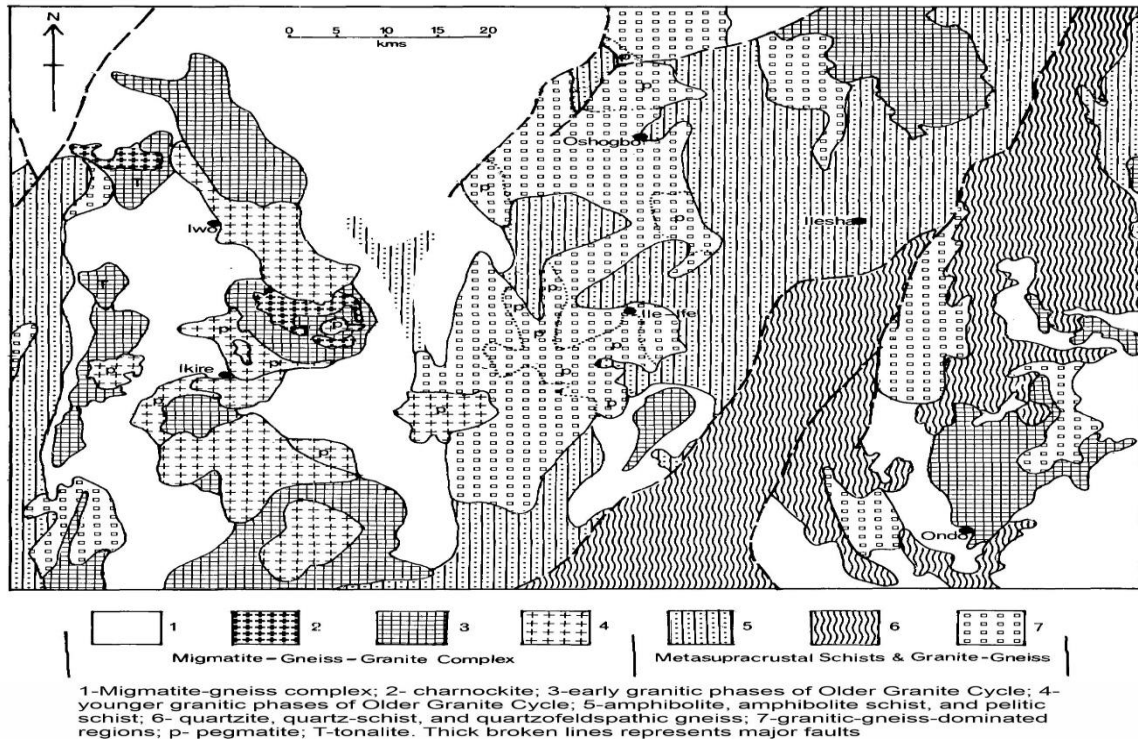 N
0 5 10 20
kms
p
Oshogbo
T
p
Iwo
p
Ilesha
T
p
p
Ile Ife
p
p
p
p
p
Ikire
p
p
p
p
p
p
Ondo
1 2 3 4 5 6 7
Migmatite-Gneiss-Granite Complex Metasupracrustal Schists & Granite-Gneiss
1-Migmatite-gneiss complex; 2- charnockite; 3-early granitic phases of Older Granite Cycle; 4-
younger granitic phases of Older Granite Cycle; 5-amphibolite, amphibolite schist, and pelitic
schist; 6- quartzite, quartz-schist, and quartzofeldspathic gneiss; 7-granitic-gneiss-dominated
regions; p- pegmatite; T-tonalite. Thick broken lines represents major faults